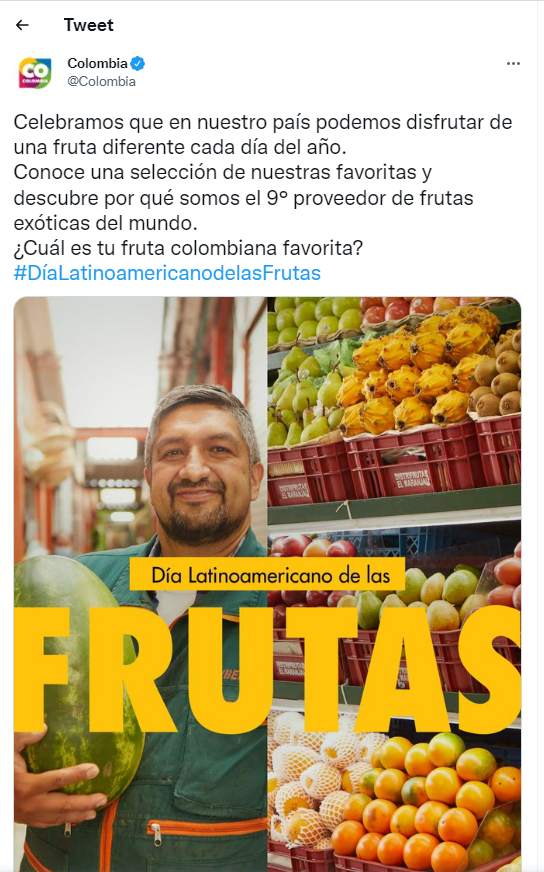 Tweet
CO
COLOMBIA
Colombia
@Colombia
Celebramos que en nuestro país podemos disfrutar de
una fruta diferente cada día del año.
Conoce una selección de nuestras favoritas y
descubre por qué somos el 9° proveedor de frutas
exóticas del mundo.
¿Cuál es tu fruta colombiana favorita?
#DíaLatinoamericanodelasFrutas
DISTRIFRUTAS
EL NARANJAL
DISTRIFRUTAS
EL NARANJAL
Día Latinoamericano de las
FRUTAS